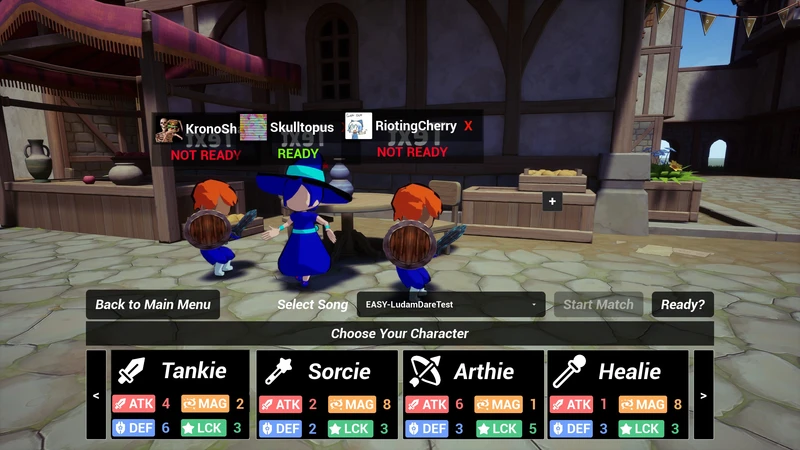 KronoSh Skulltopus RiotingCherry X
NOT READY READY NOT READY
+
Back to Main Menu Select Song EASY-LudamDareTest Start Match Ready?
Choose Your Character
< Tankie Sorcie Arthie Healie >
ATK 4 MAG 2 ATK 2 MAG 8 ATK 6 MAG 1 ATK 1 MAG 8
DEF 6 LCK 3 DEF 2 LCK 3 DEF 3 LCK 5 DEF 3 LCK 3